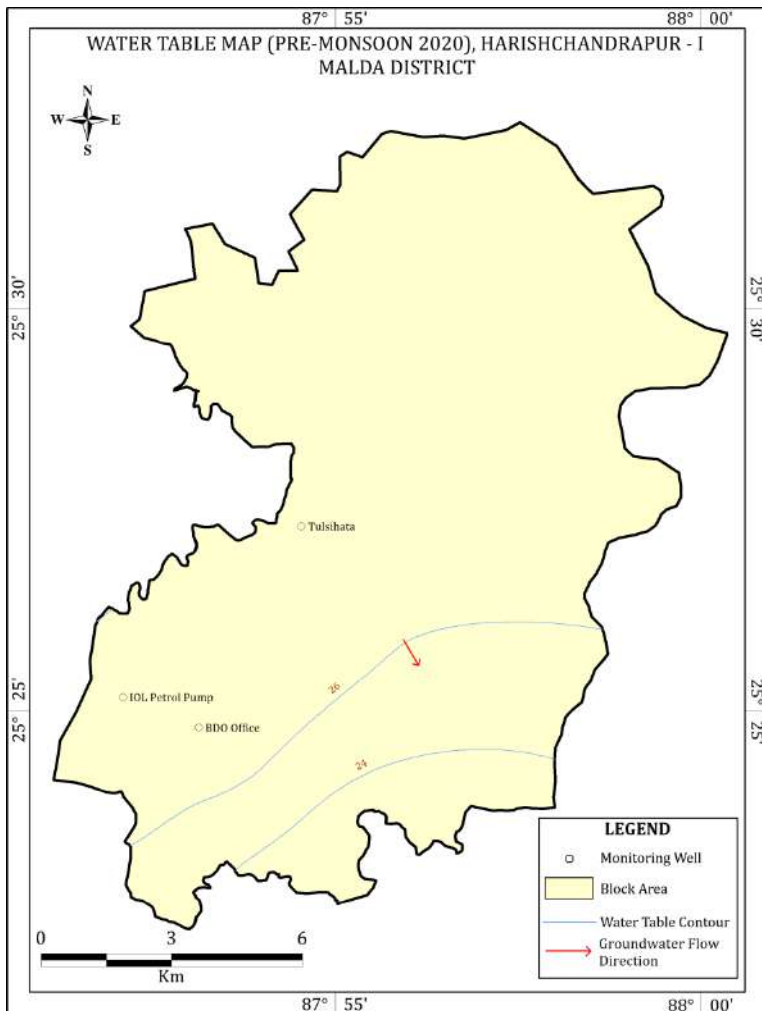 87° 55' 88° 00'
WATER TABLE MAP (PRE-MONSOON 2020), HARISHCHANDRAPUR - I
MALDA DISTRICT
N
W E
S
25° 30'
25° 30'
Tulsihata
26
IOL Petrol Pump
BDO Office
25° 25'
25° 25'
24
LEGEND
Monitoring Well
Block Area
Water Table Contour
Groundwater Flow
Direction
0 3 6
Km
87° 55' 88° 00'